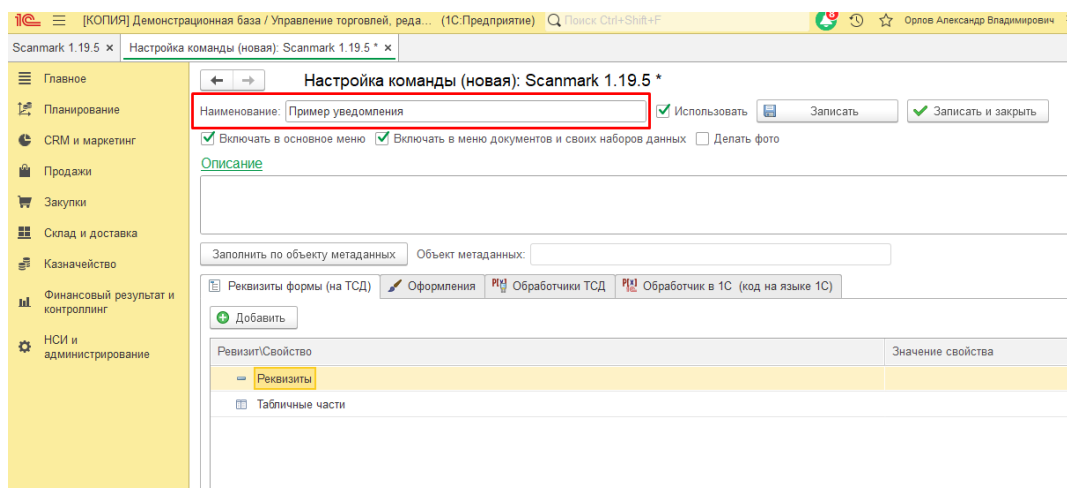 1С [КОПИЯ] Демонстрационная база / Управление торговлей, реда... (1С:Предприятие) Поиск Ctrl+Shift+F 8 Орлов Александр Владимирович
Scanmark 1.19.5 × Настройка команды (новая): Scanmark 1.19.5 * ×
Главное
Планирование
CRM и маркетинг
Продажи
Закупки
Склад и доставка
Казначейство
Финансовый результат и
контроллинг
НСИ и
администрирование
Настройка команды (новая): Scanmark 1.19.5 *
Наименование: Пример уведомления Использовать Записать Записать и закрыть
Включать в основное меню Включать в меню документов и своих наборов данных Делать фото
Описание
Заполнить по объекту метаданных Объект метаданных:
Реквизиты формы (на ТСД) Оформления Обработчики ТСД Обработчик в 1С (код на языке 1С)
Добавить
Ревизит\Свойство Значение свойства
Реквизиты
Табличные части